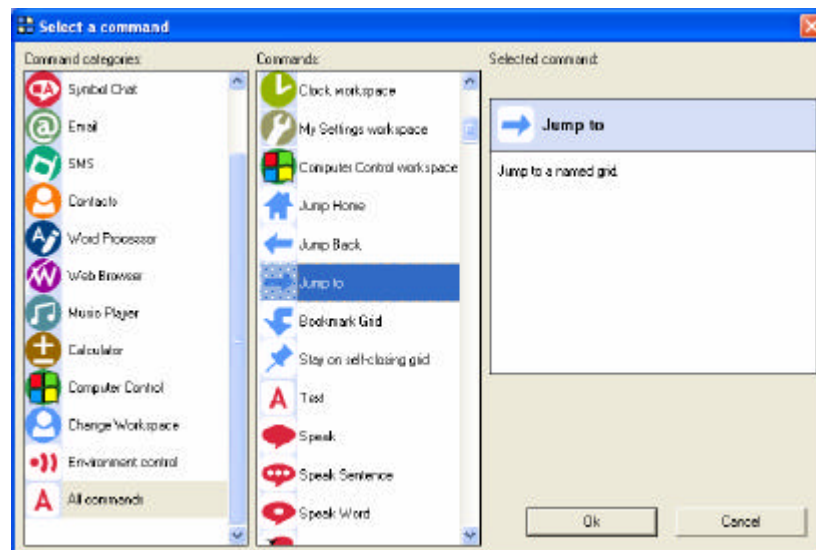 Select a command
Command categories:
Symbol Chat
Email
SMS
Contacts
Word Processor
Web Browser
Music Player
Calculator
Computer Control
Change Workspace
Environment control
All commands
Commands:
Clock workspace
My Settings workspace
Computer Control workspace
Jump Home
Jump Back
Jump to
Bookmark Grid
Stay on self-closing grid
Text
Speak
Speak Sentence
Speak Word
Selected command:
Jump to
Jump to a named grid.
Ok
Cancel